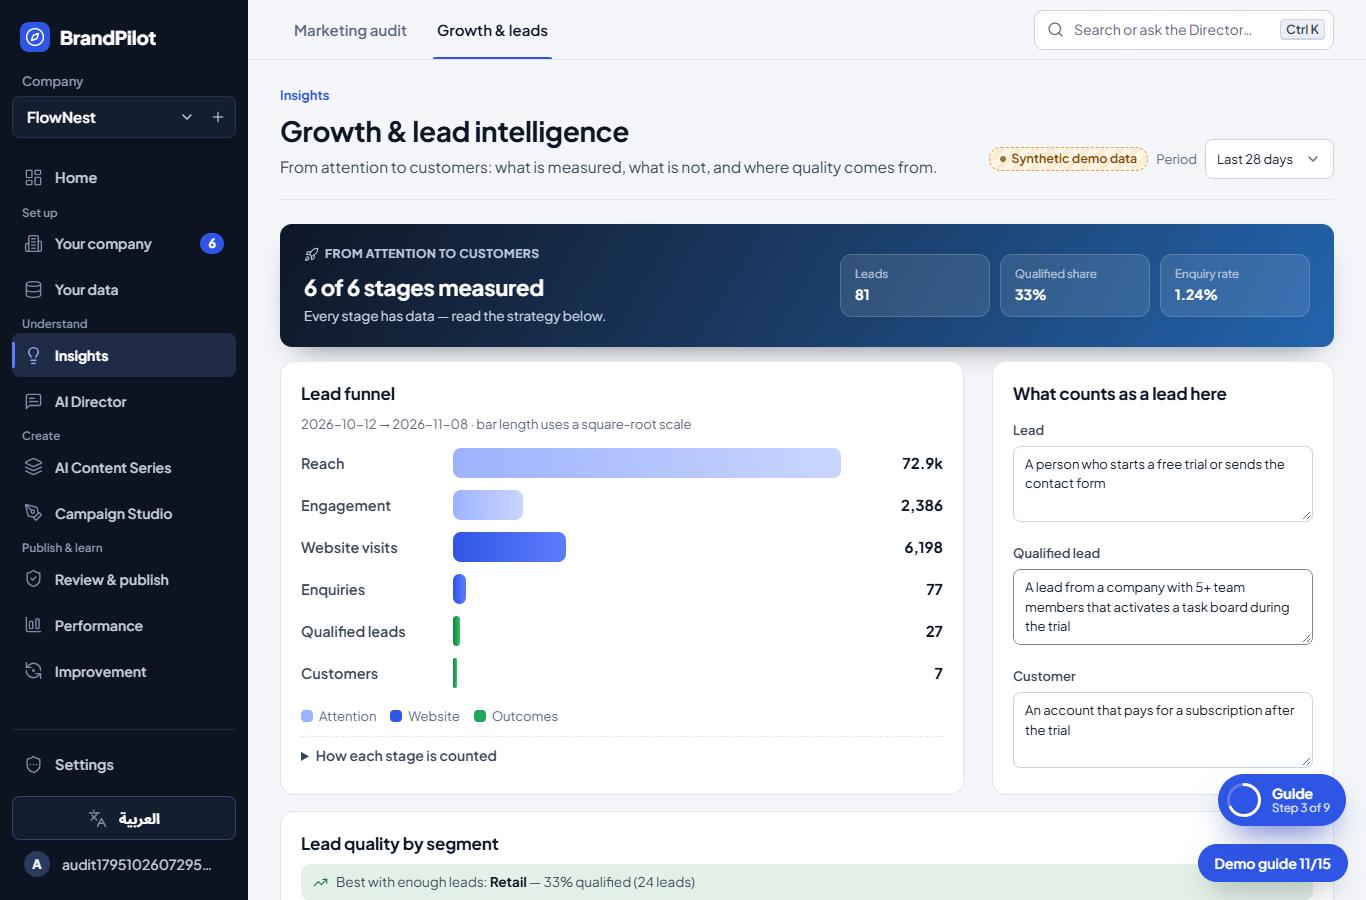 BrandPilot
Company
FlowNest
Home
Set up
Your company
6
Your data
Understand
Insights
AI Director
Create
AI Content Series
Campaign Studio
Publish & learn
Review & publish
Performance
Improvement
Settings
العربية
A
audit1795102607295…
Marketing audit
Growth & leads
Search or ask the Director…
Ctrl K
Insights
Growth & lead intelligence
From attention to customers: what is measured, what is not, and where quality comes from.
Synthetic demo data
Period
Last 28 days
FROM ATTENTION TO CUSTOMERS
6 of 6 stages measured
Every stage has data — read the strategy below.
Leads
81
Qualified share
33%
Enquiry rate
1.24%
Lead funnel
2026-10-12 → 2026-11-08 · bar length uses a square-root scale
Reach 72.9k
Engagement 2,386
Website visits 6,198
Enquiries 77
Qualified leads 27
Customers 7
Attention Website Outcomes
How each stage is counted
What counts as a lead here
Lead
A person who starts a free trial or sends the
contact form
Qualified lead
A lead from a company with 5+ team
members that activates a task board during
the trial
Customer
An account that pays for a subscription after
the trial
Lead quality by segment
Best with enough leads: Retail — 33% qualified (24 leads)
Guide
Step 3 of 9
Demo guide 11/15